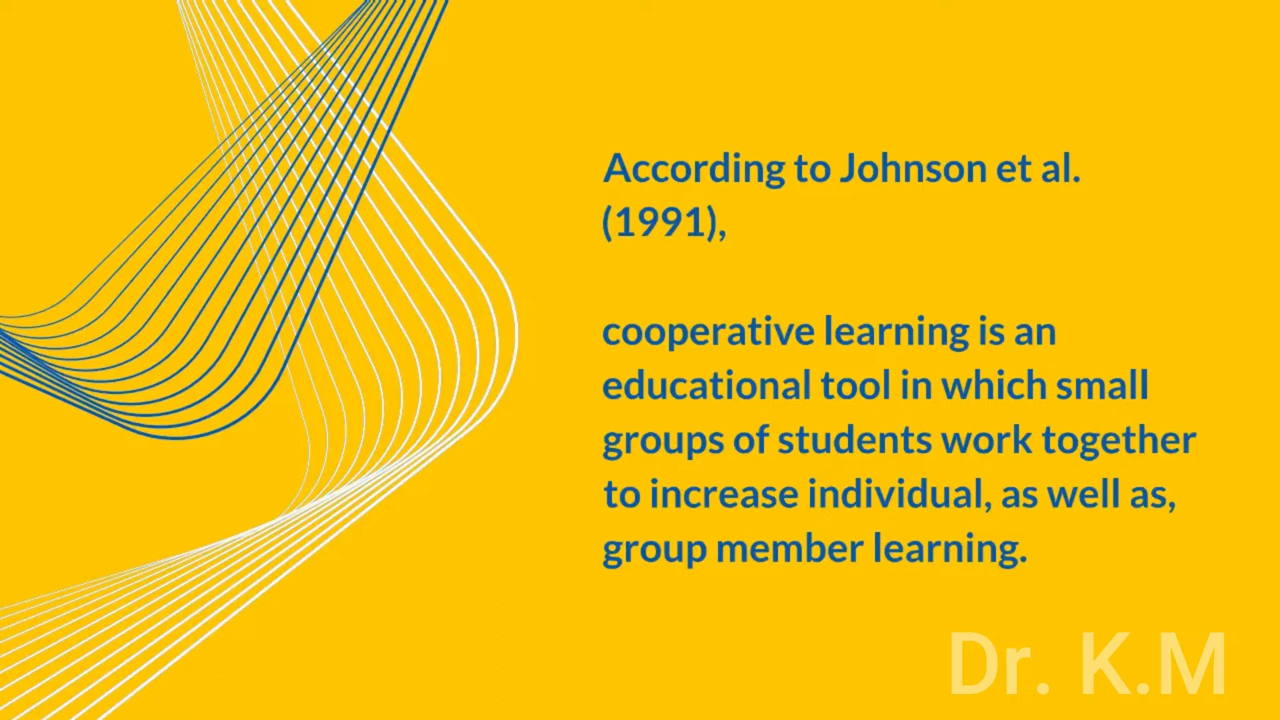 According to Johnson et al.
(1991),
cooperative learning is an
educational tool in which small
groups of students work together
to increase individual, as well as,
group member learning.
Dr. K.M